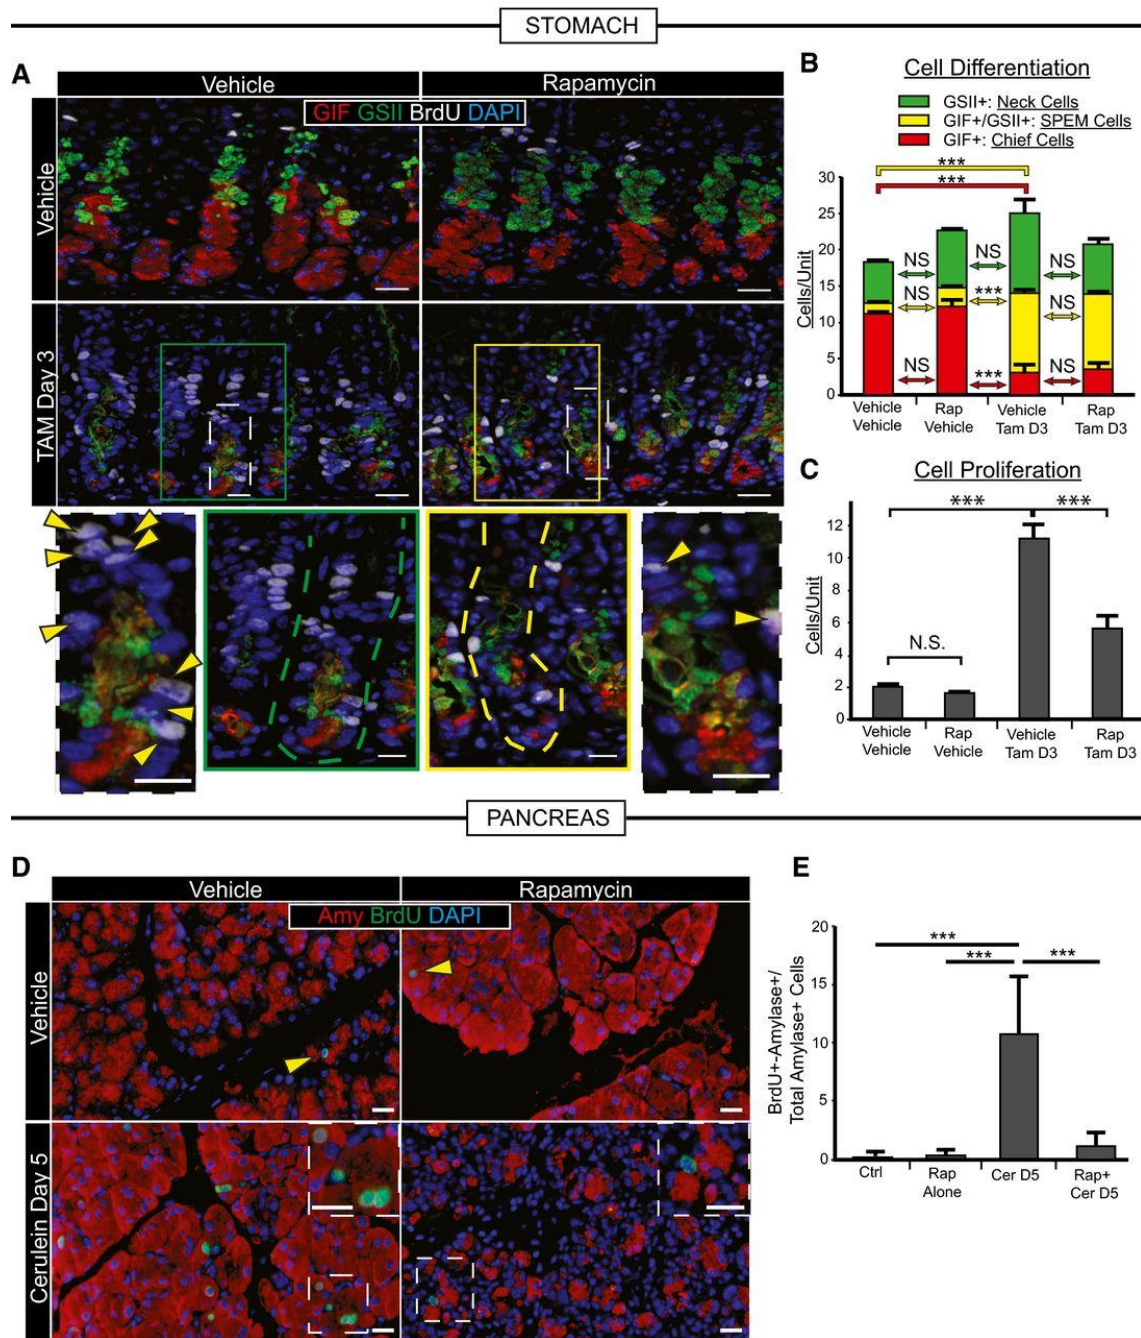 STOMACH
A
Vehicle
Rapamycin
GIF GSII BrdU DAPI
Vehicle
TAM Day 3
B
Cell Differentiation
GSII+: Neck Cells
GIF+/GSII+: SPEM Cells
GIF+: Chief Cells
***
***
30
25
20
15
10
5
0
Cells/Unit
NS
NS
NS
NS
***
NS
NS
***
NS
Vehicle Vehicle
Rap Vehicle
Vehicle Tam D3
Rap Tam D3
C
Cell Proliferation
***
***
N.S.
12
10
8
6
4
2
0
Cells/Unit
Vehicle Vehicle
Rap Vehicle
Vehicle Tam D3
Rap Tam D3
PANCREAS
D
Vehicle
Rapamycin
Amy BrdU DAPI
Vehicle
Cerulein Day 5
E
***
***
***
20
15
10
5
0
BrdU+-Amylase+/
Total Amylase+ Cells
Ctrl
Rap Alone
Cer D5
Rap+ Cer D5